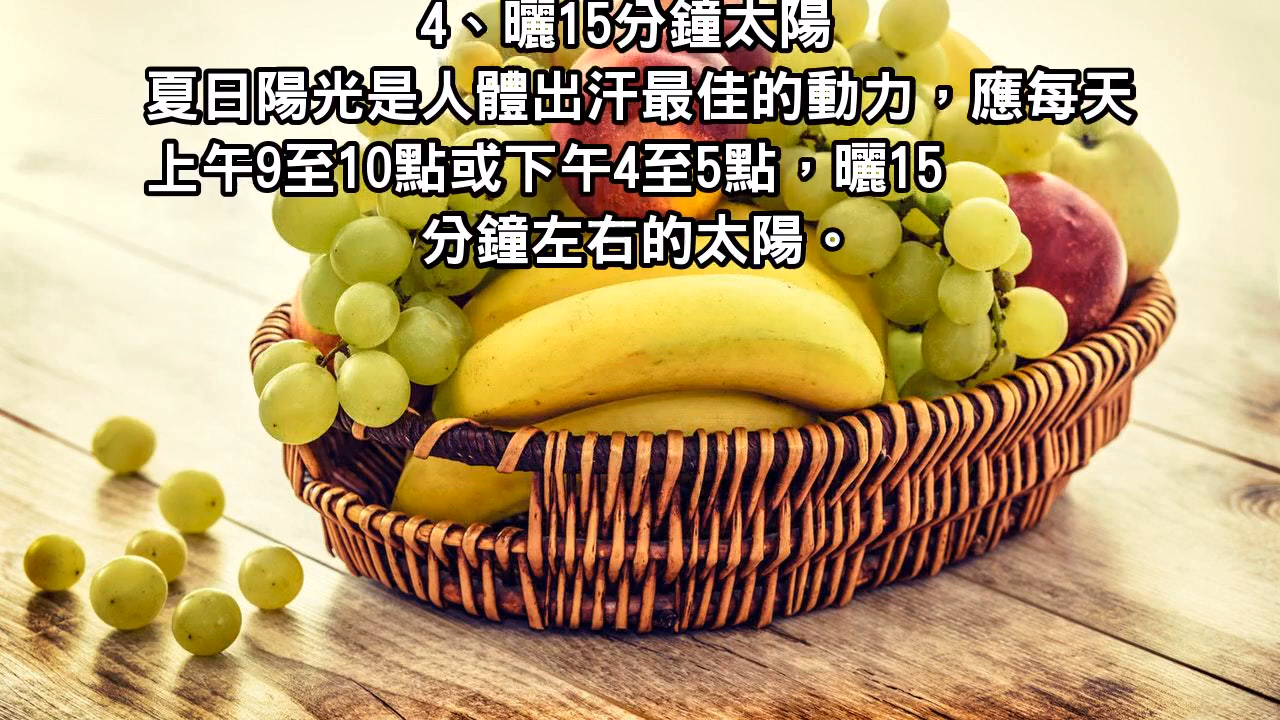 4、曬15分鐘太陽
夏日陽光是人體出汗最佳的動力，應每天
上午9至10點或下午4至5點，曬15
分鐘左右的太陽。